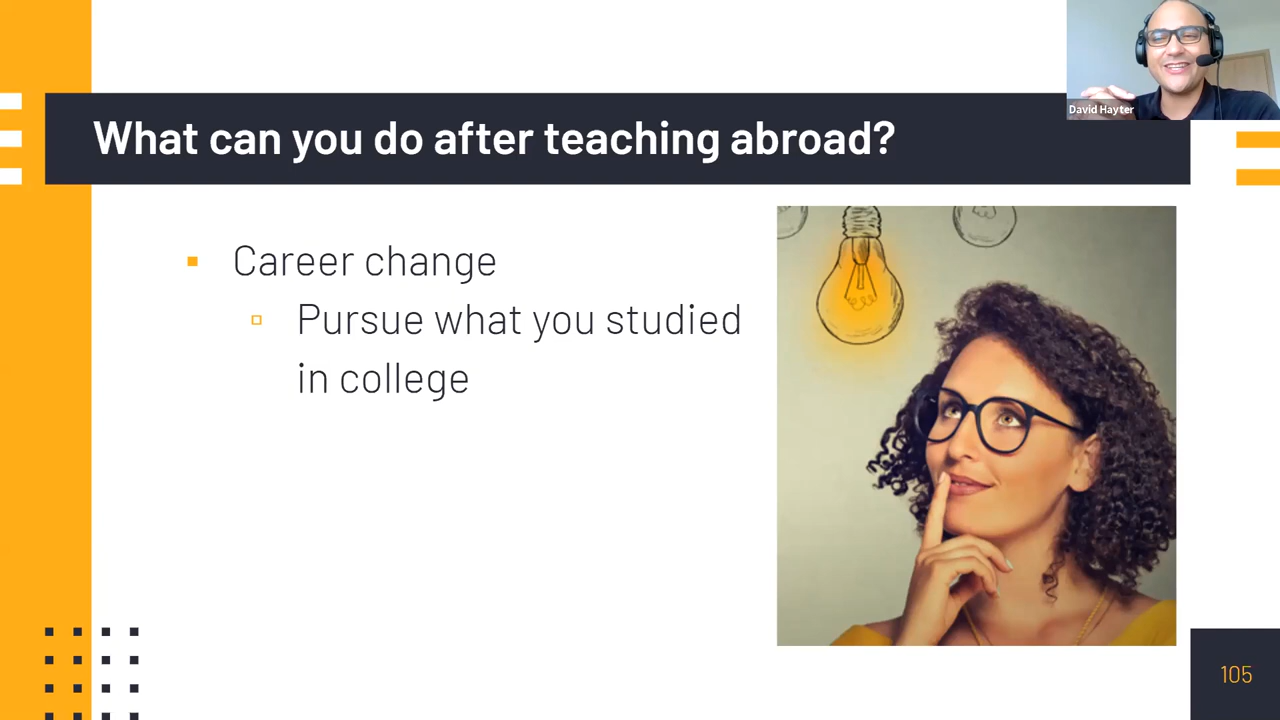 David Hayter
What can you do after teaching abroad?
Career change
Pursue what you studied
in college
105